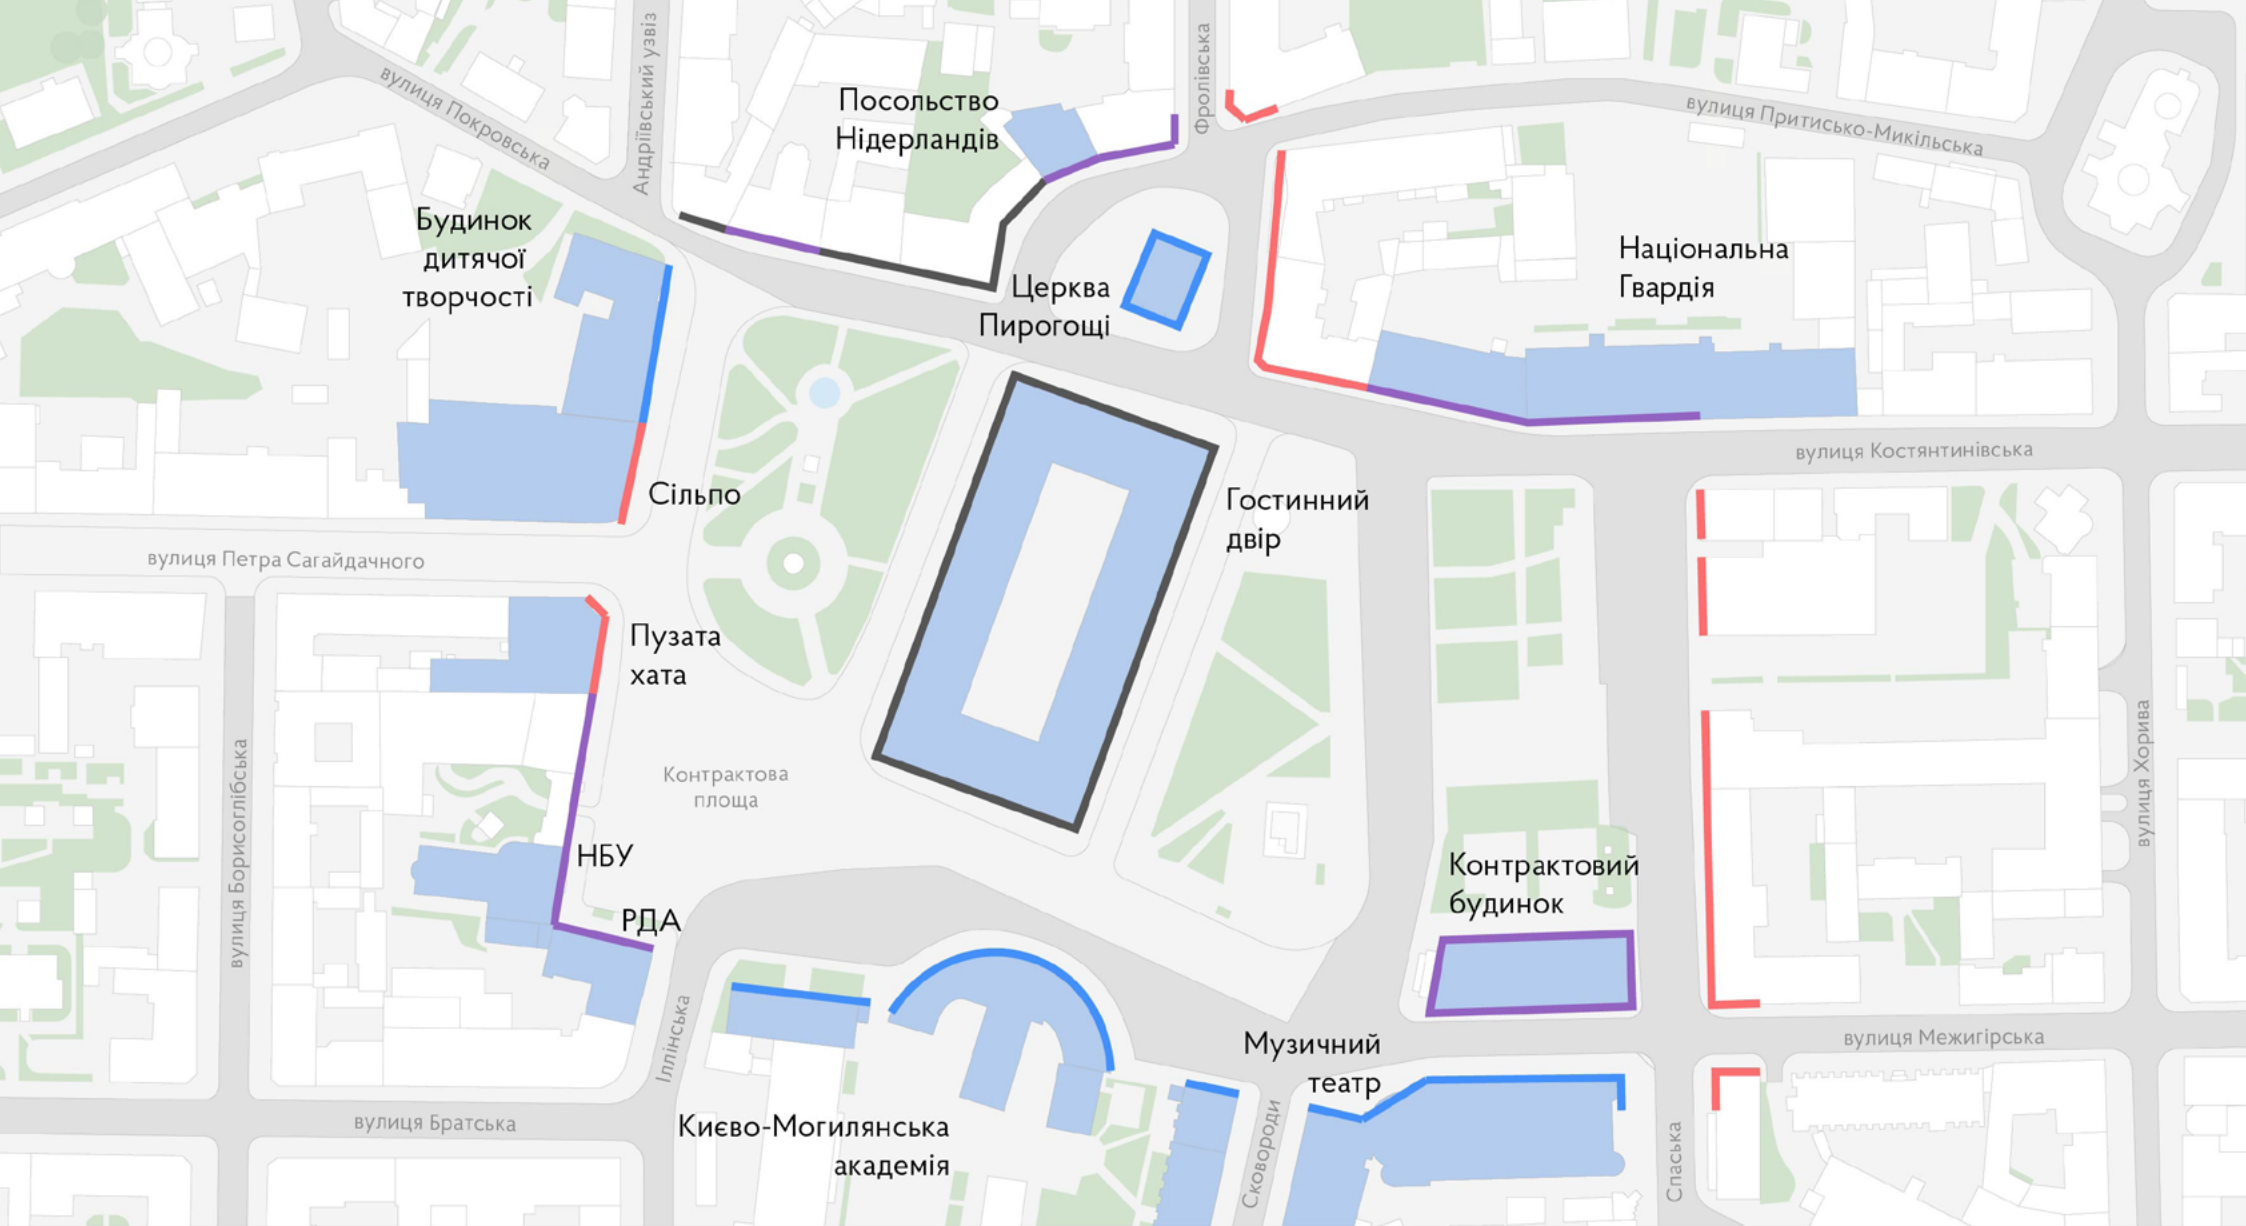 вулиця Покровська
Андріївський узвіз
Посольство
Нідерландів
Фролівська
вулиця Притисько-Микільська
Будинок
дитячої
творчості
Церква
Пирогощі
Національна
Гвардія
вулиця Костянтинівська
Сільпо
Гостинний
двір
вулиця Петра Сагайдачного
Пузата
хата
Контрактова
площа
вулиця Борисоглібська
НБУ
РДА
Контрактовий
будинок
вулиця Хорива
Іллінська
Музичний
театр
вулиця Межигірська
вулиця Братська
Києво-Могилянська
академія
Сковороди
Спаська